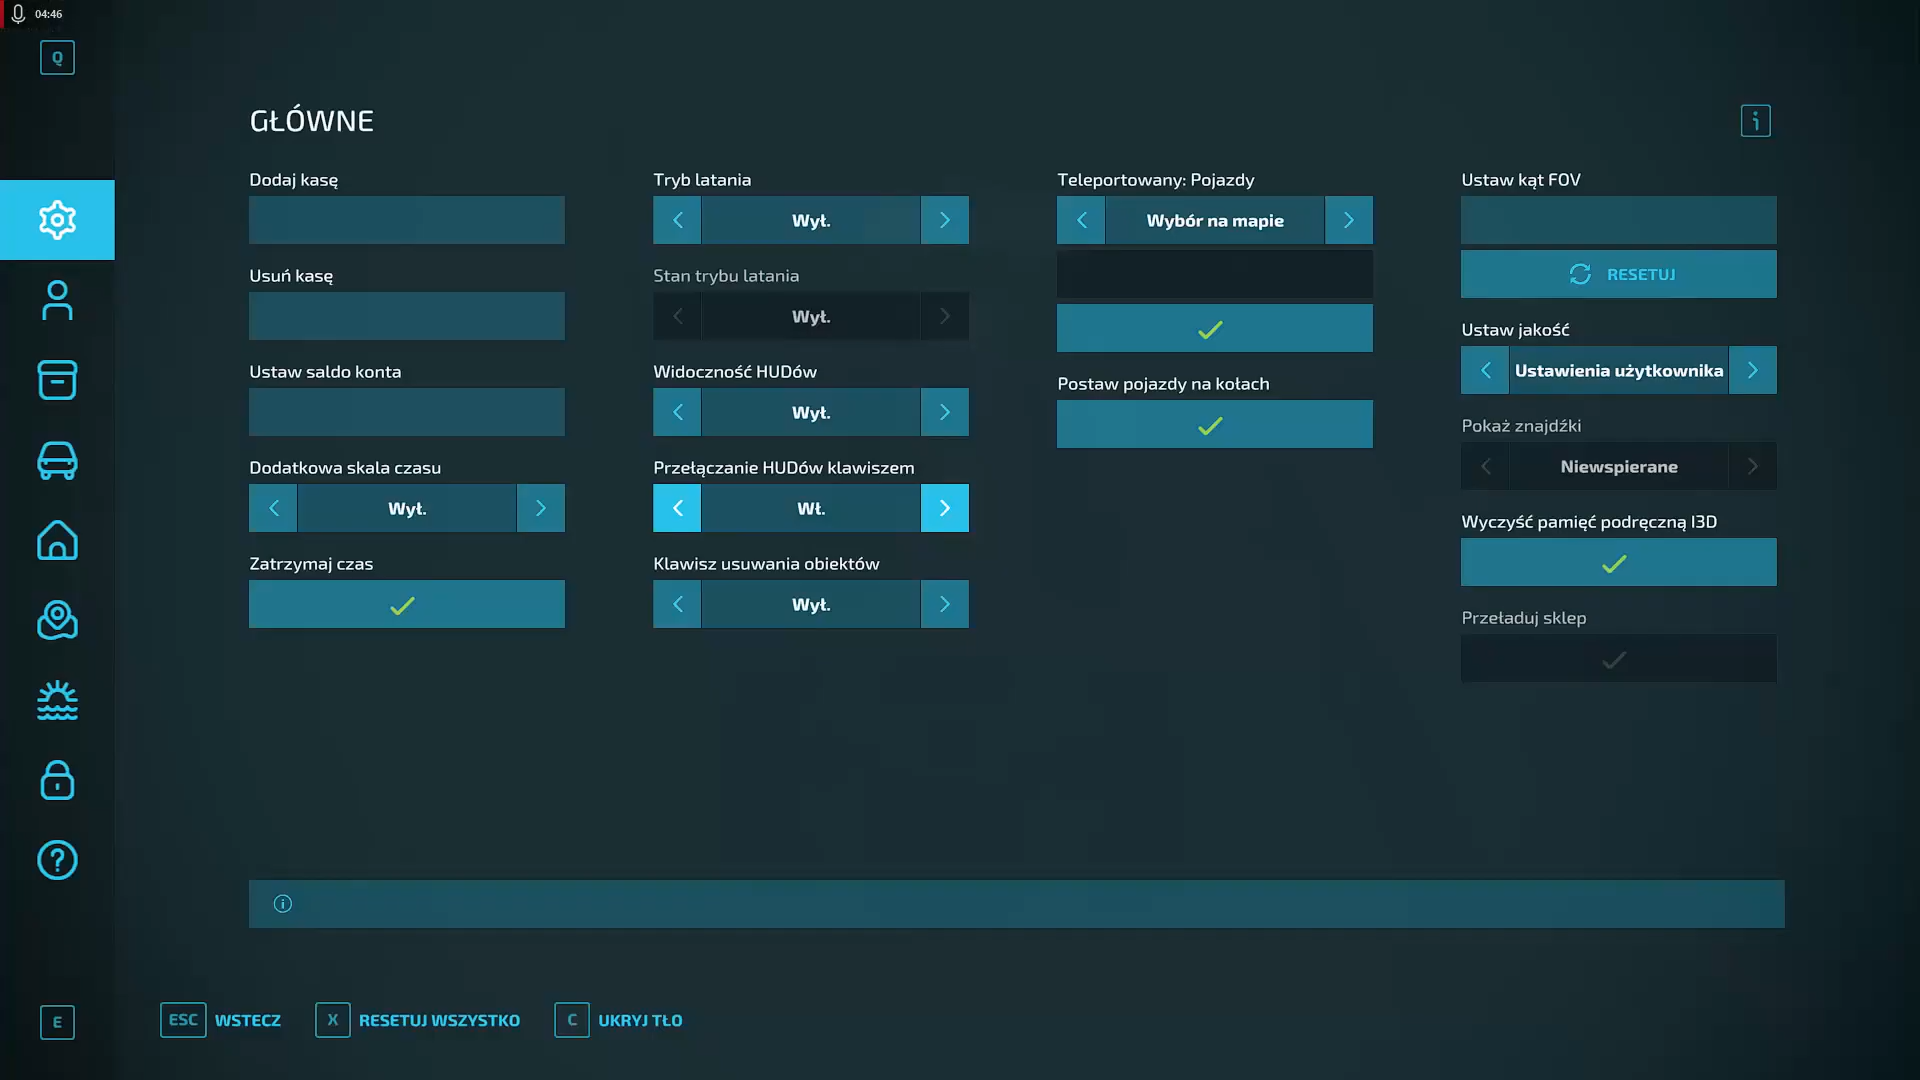 04:46
Q
GŁÓWNE
Dodaj kasę
Usuń kasę
Ustaw saldo konta
Dodatkowa skala czasu
Wył.
Zatrzymaj czas
Tryb latania
Wył.
Stan trybu latania
Wył.
Widoczność HUDów
Wył.
Przełączanie HUDów klawiszem
Wł.
Klawisz usuwania obiektów
Wył.
Teleportowany: Pojazdy
Wybór na mapie
Postaw pojazdy na kołach
Ustaw kąt FOV
RESETUJ
Ustaw jakość
Ustawienia użytkownika
Pokaż znajdźki
Niewspierane
Wyczyść pamięć podręczną I3D
Przeładuj sklep
E
ESC WSTECZ X RESETUJ WSZYSTKO C UKRYJ TŁO